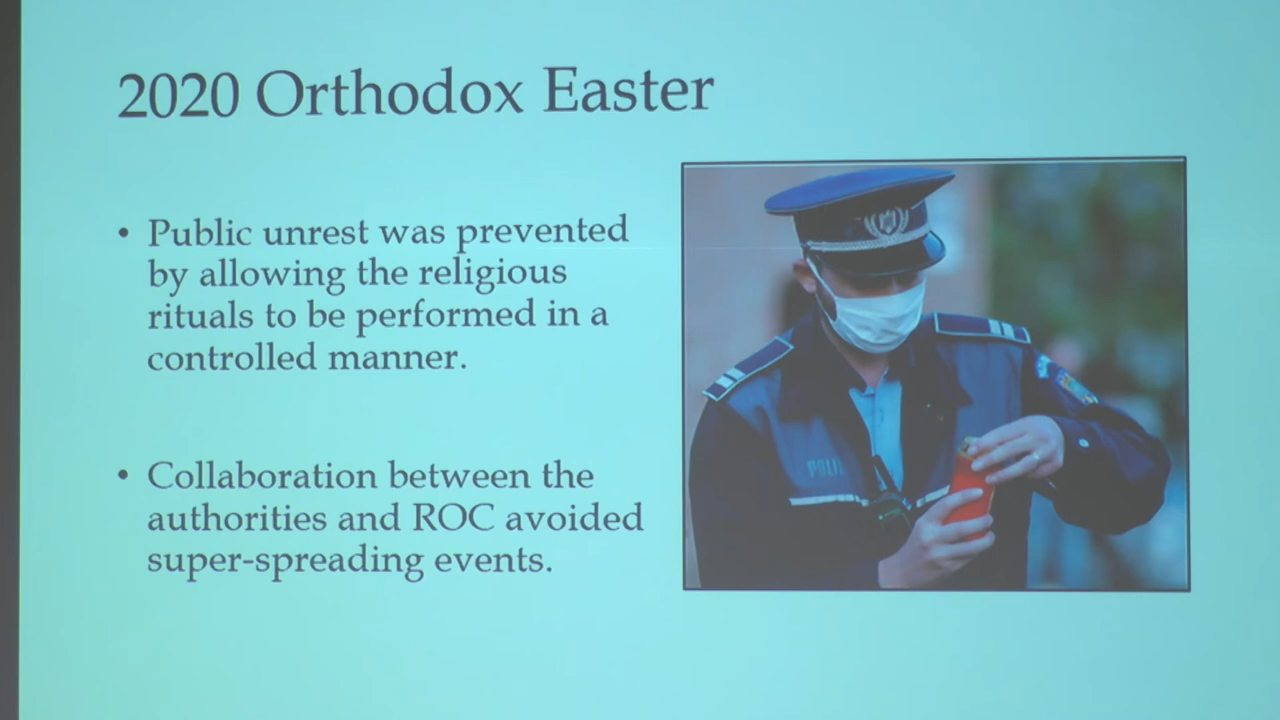 2020 Orthodox Easter
• Public unrest was prevented
by allowing the religious
rituals to be performed in a
controlled manner.
• Collaboration between the
authorities and ROC avoided
super-spreading events.